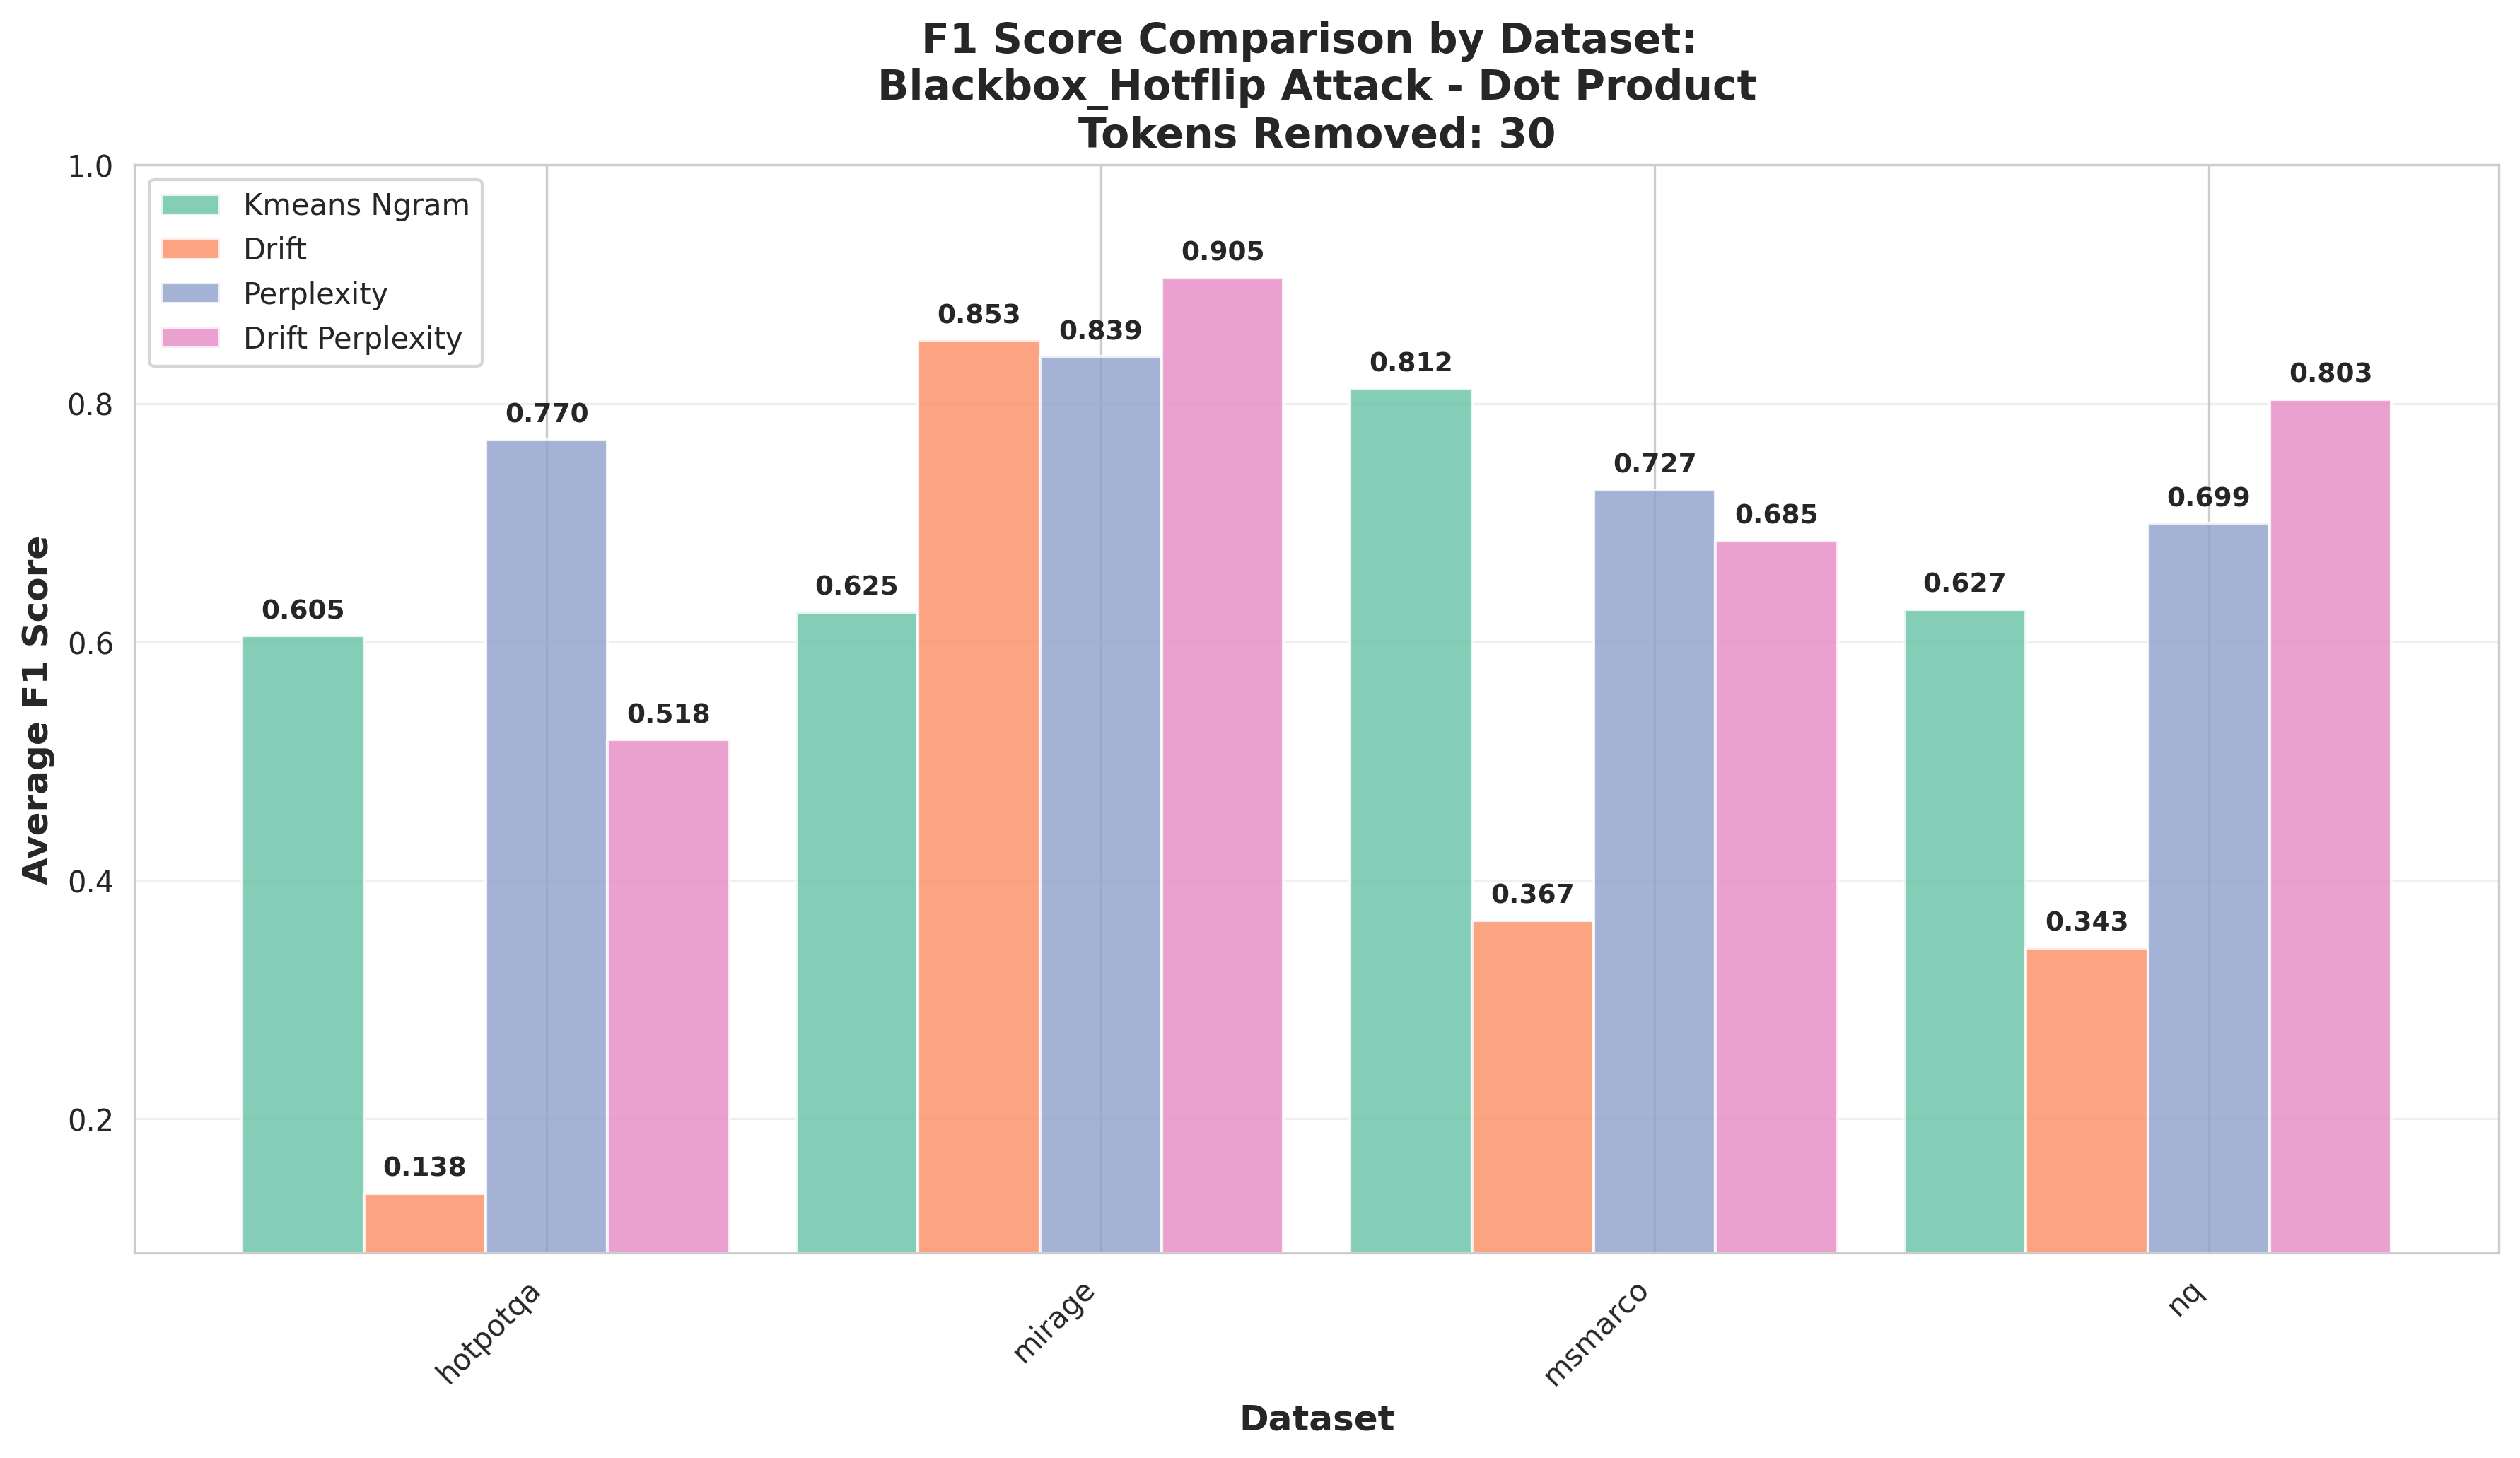 F1 Score Comparison by Dataset:
Blackbox_Hotflip Attack - Dot Product
Tokens Removed: 30
1.0
0.8
0.6
0.4
0.2
Average F1 Score
Kmeans Ngram
Drift
Perplexity
Drift Perplexity
0.605
0.138
0.770
0.518
0.625
0.853
0.839
0.905
0.812
0.367
0.727
0.685
0.627
0.343
0.699
0.803
hotpotqa
mirage
msmarco
nq
Dataset